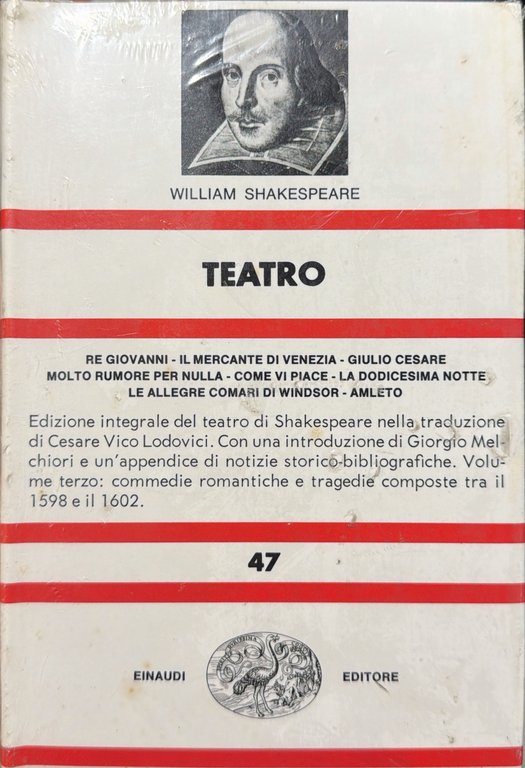 WILLIAM SHAKESPEARE
TEATRO
RE GIOVANNI - IL MERCANTE DI VENEZIA - GIULIO CESARE
MOLTO RUMORE PER NULLA - COME VI PIACE - LA DODICESIMA NOTTE
LE ALLEGRE COMARI DI WINDSOR - AMLETO
Edizione integrale del teatro di Shakespeare nella traduzione
di Cesare Vico Lodovici. Con una introduzione di Giorgio Mel-
chiori e un'appendice di notizie storico-bibliografiche. Volu-
me terzo: commedie romantiche e tragedie composte tra il
1598 e il 1602.
47
EINAUDI EDITORE